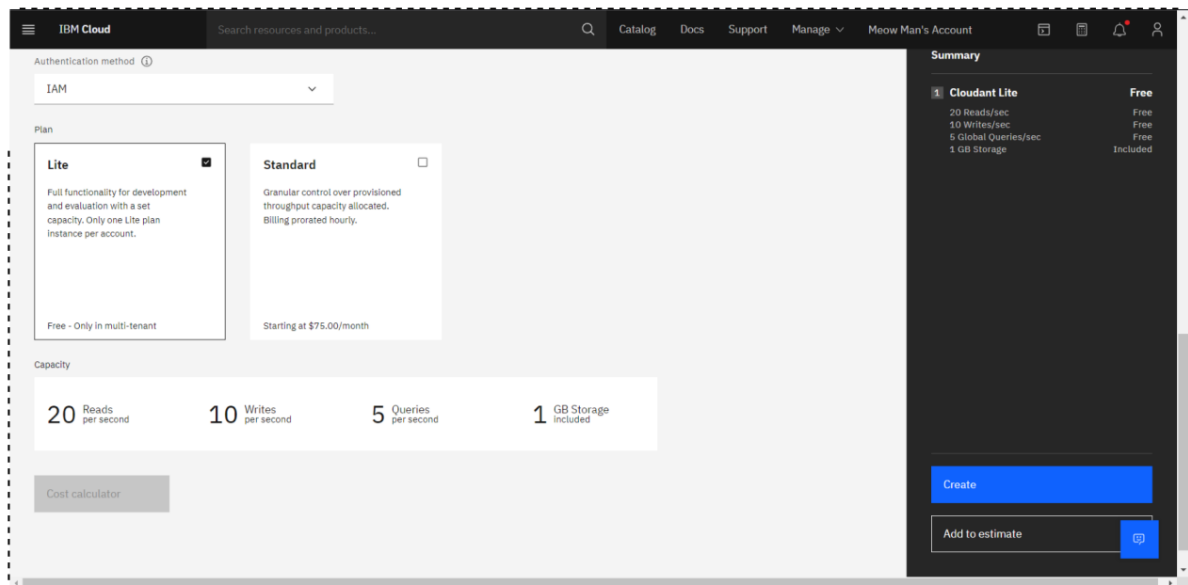 IBM Cloud
Search resources and products...
Catalog
Docs
Support
Manage
Meow Man's Account
Authentication method
IAM
Plan
Lite
Full functionality for development
and evaluation with a set
capacity. Only one Lite plan
instance per account.
Free - Only in multi-tenant
Standard
Granular control over provisioned
throughput capacity allocated.
Billing prorated hourly.
Starting at $75.00/month
Capacity
20 Reads per second
10 Writes per second
5 Queries per second
1 GB Storage included
Cost calculator
Summary
1 Cloudant Lite Free
20 Reads/sec Free
10 Writes/sec Free
5 Global Queries/sec Free
1 GB Storage Included
Create
Add to estimate